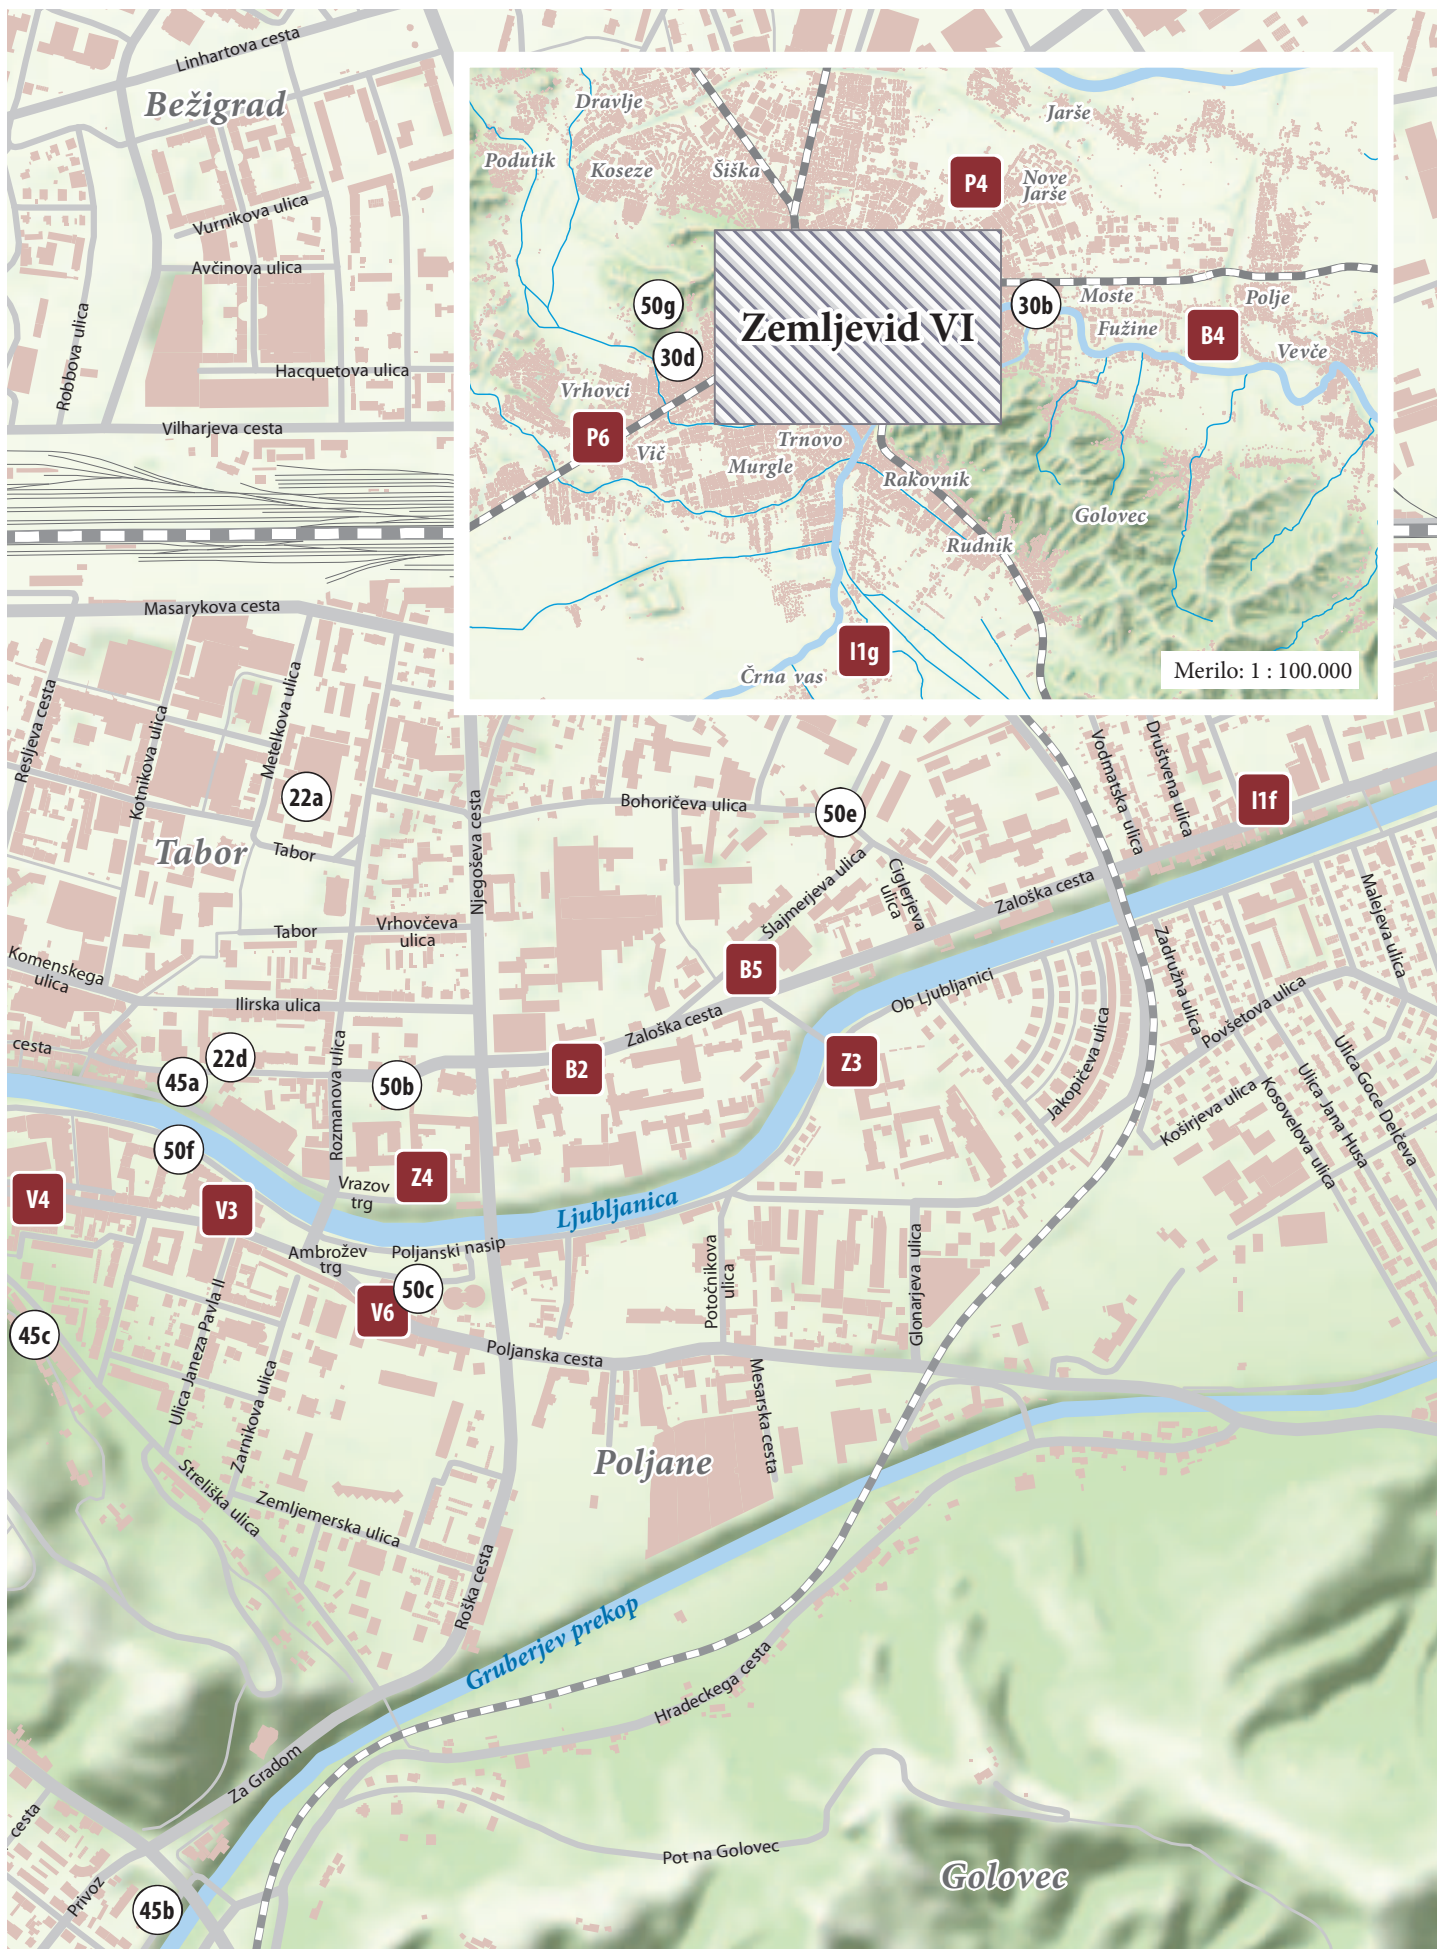 Linhartova cesta
Bežigrad
Vurnikova ulica
Avčinova ulica
Robbova ulica
Hacquetova ulica
Vilharjeva cesta
Masarykova cesta
Dravlje
Jarše
Podutik
Koseze
Šiška
P4
Nove
Jarše
50g
Zemljevid VI
30b
Moste
Polje
Fužine
B4
Vevče
30d
Vrhovci
P6
Vič
Trnovo
Murgle
Rakovnik
Golovec
Rudnik
I1g
Črna vas
Merilo: 1 : 100.000
Resljeva cesta
Kotnikova ulica
Metelkova ulica
22a
Tabor
Tabor
Tabor
Vrhovčeva
ulica
Njegoševa cesta
Bohoričeva ulica
50e
Šlajmerjeva ulica
Ciglerjeva
ulica
Vodmatska ulica
Društvena ulica
I1f
Zaloška cesta
Malejeva ulica
Komenskega
ulica
Ilirska ulica
B5
Zaloška cesta
Ob Ljubljanici
Zadružna ulica
Povšetova ulica
cesta
22d
45a
Rozmanova ulica
50b
B2
Z3
Jakopičeva ulica
Koširjeva ulica
Kosovelova ulica
Ulica Jana Husa
Ulica Goce Delčeva
50f
V4
V3
Vrazov
trg
Z4
Ljubljanica
Ambrožev
trg
Poljanski nasip
50c
V6
Potočnikova
ulica
Glonarjeva ulica
45c
Ulica Janeza Pavla II
Zarnikova ulica
Poljanska cesta
Mesarska cesta
Poljane
Streliška ulica
Zemljemerska ulica
Roška cesta
Gruberjev prekop
Hradeckega cesta
Za Gradom
cesta
Privoz
45b
Pot na Golovec
Golovec